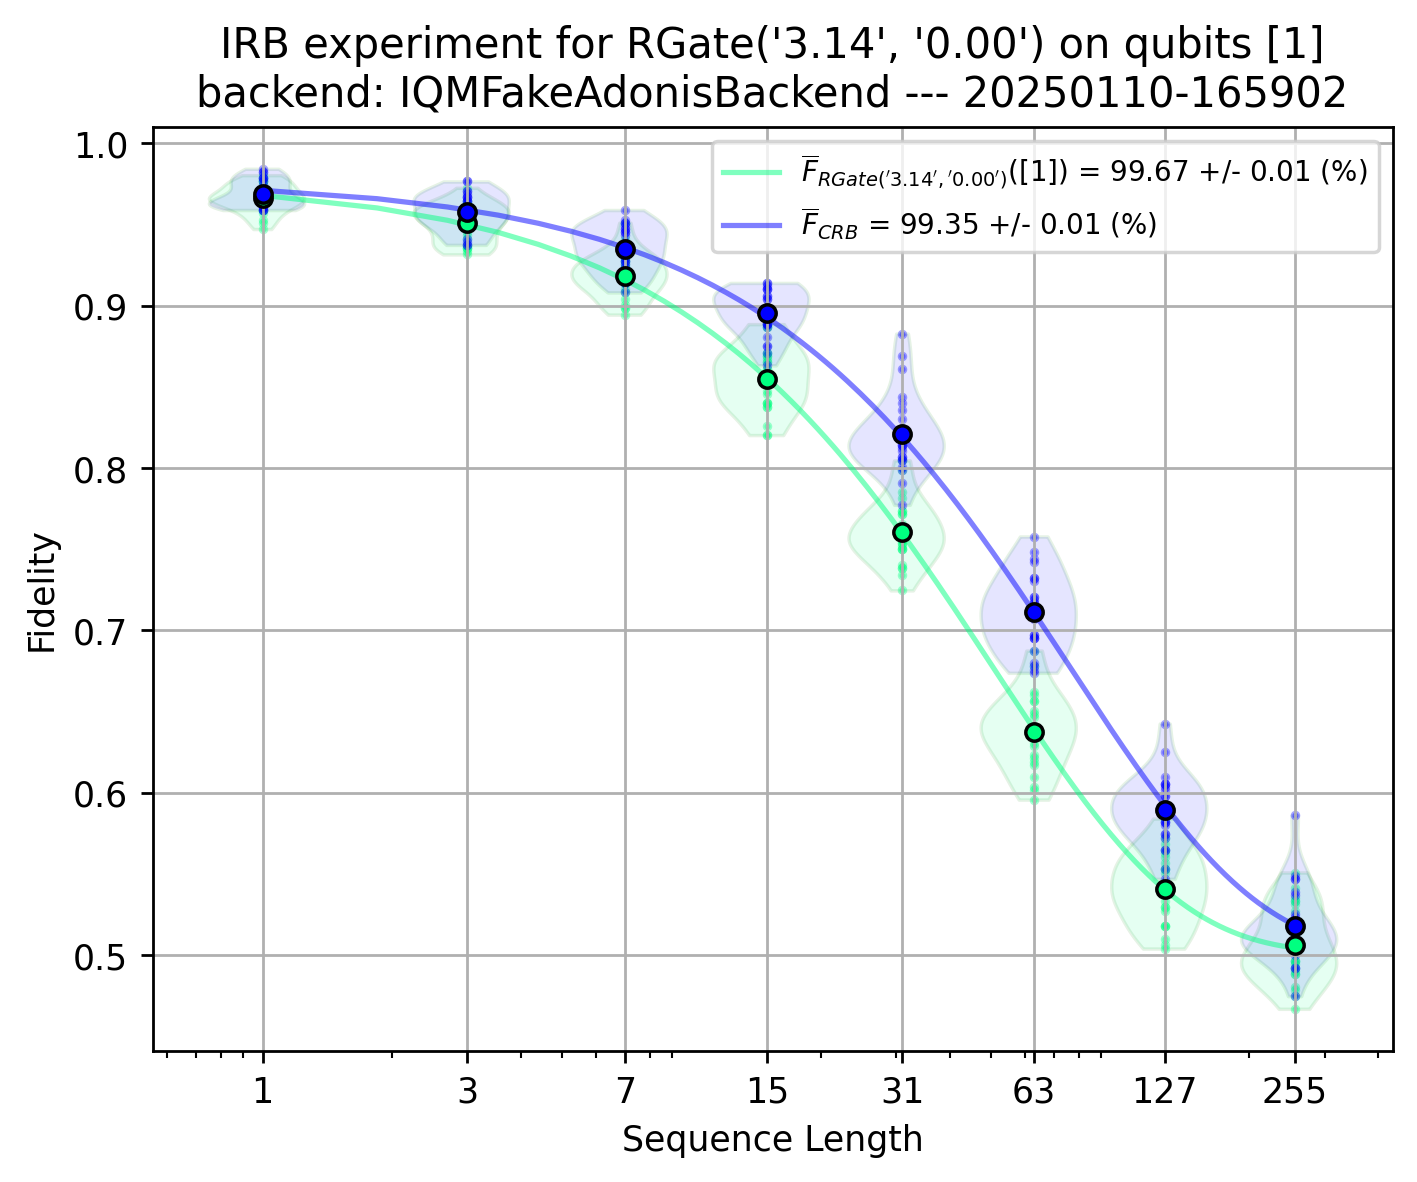 IRB experiment for RGate('3.14', '0.00') on qubits [1]
backend: IQMFakeAdonisBackend --- 20250110-165902
F̅_RGate('3.14','0.00')([1]) = 99.67 +/- 0.01 (%)
F̅_CRB = 99.35 +/- 0.01 (%)
Fidelity
1.0
0.9
0.8
0.7
0.6
0.5
1 3 7 15 31 63 127 255
Sequence Length